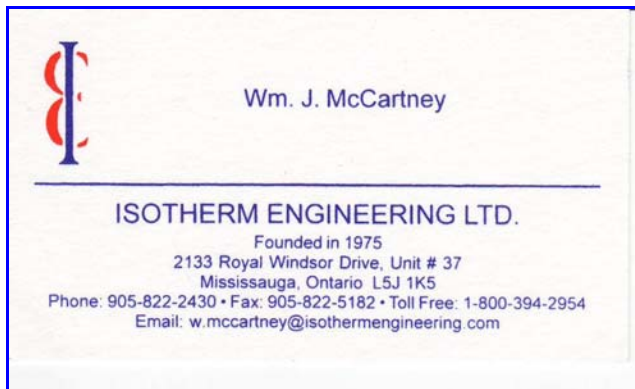 Wm. J. McCartney
ISOTHERM ENGINEERING LTD.
Founded in 1975
2133 Royal Windsor Drive, Unit # 37
Mississauga, Ontario L5J 1K5
Phone: 905-822-2430 • Fax: 905-822-5182 • Toll Free: 1-800-394-2954
Email: w.mccartney@isothermengineering.com